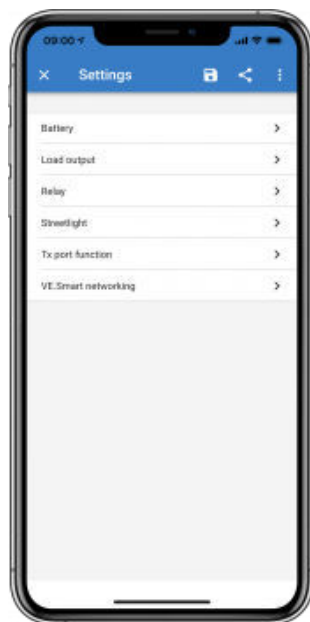 09:00
Settings
Battery
Load output
Relay
Streetlight
Tx port function
VE.Smart networking